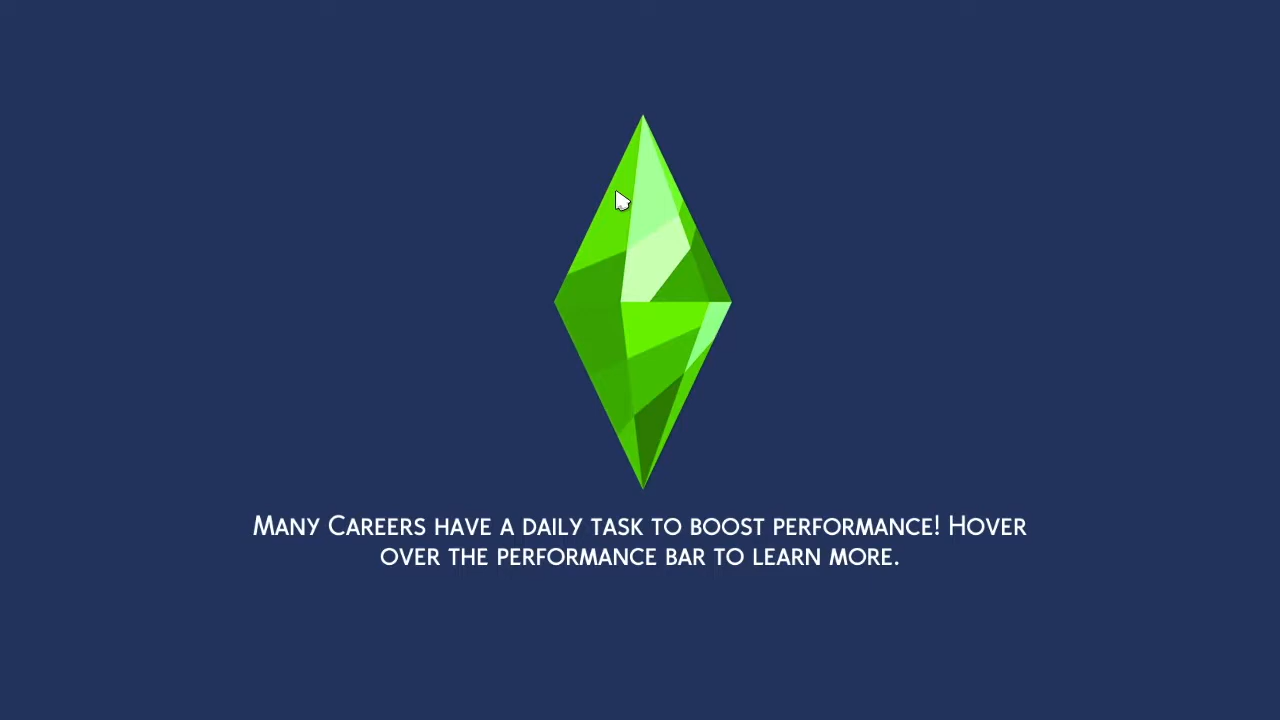 Many Careers have a daily task to boost performance! Hover
over the performance bar to learn more.